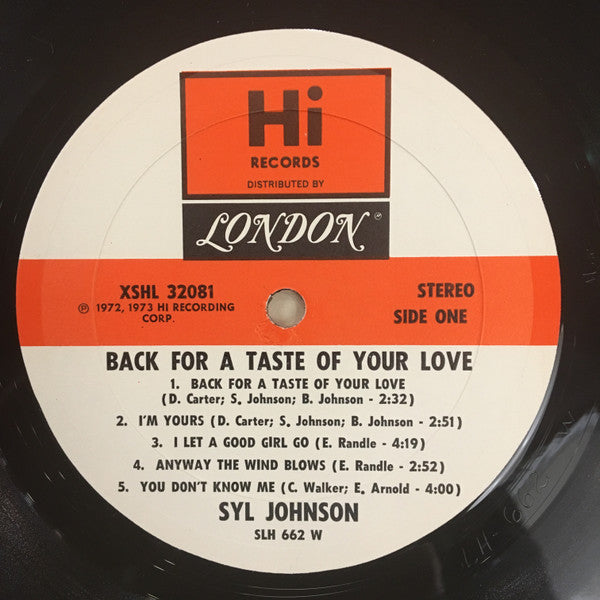 Hi
RECORDS
DISTRIBUTED BY
LONDON®
XSHL 32081
℗ 1972, 1973 HI RECORDING
CORP.
STEREO
SIDE ONE
BACK FOR A TASTE OF YOUR LOVE
1. BACK FOR A TASTE OF YOUR LOVE
(D. Carter; S. Johnson; B. Johnson - 2:32)
2. I'M YOURS (D. Carter; S. Johnson; B. Johnson - 2:51)
3. I LET A GOOD GIRL GO (E. Randle - 4:19)
4. ANYWAY THE WIND BLOWS (E. Randle - 2:52)
5. YOU DON'T KNOW ME (C. Walker; E. Arnold - 4:00)
SYL JOHNSON
SLH 662 W